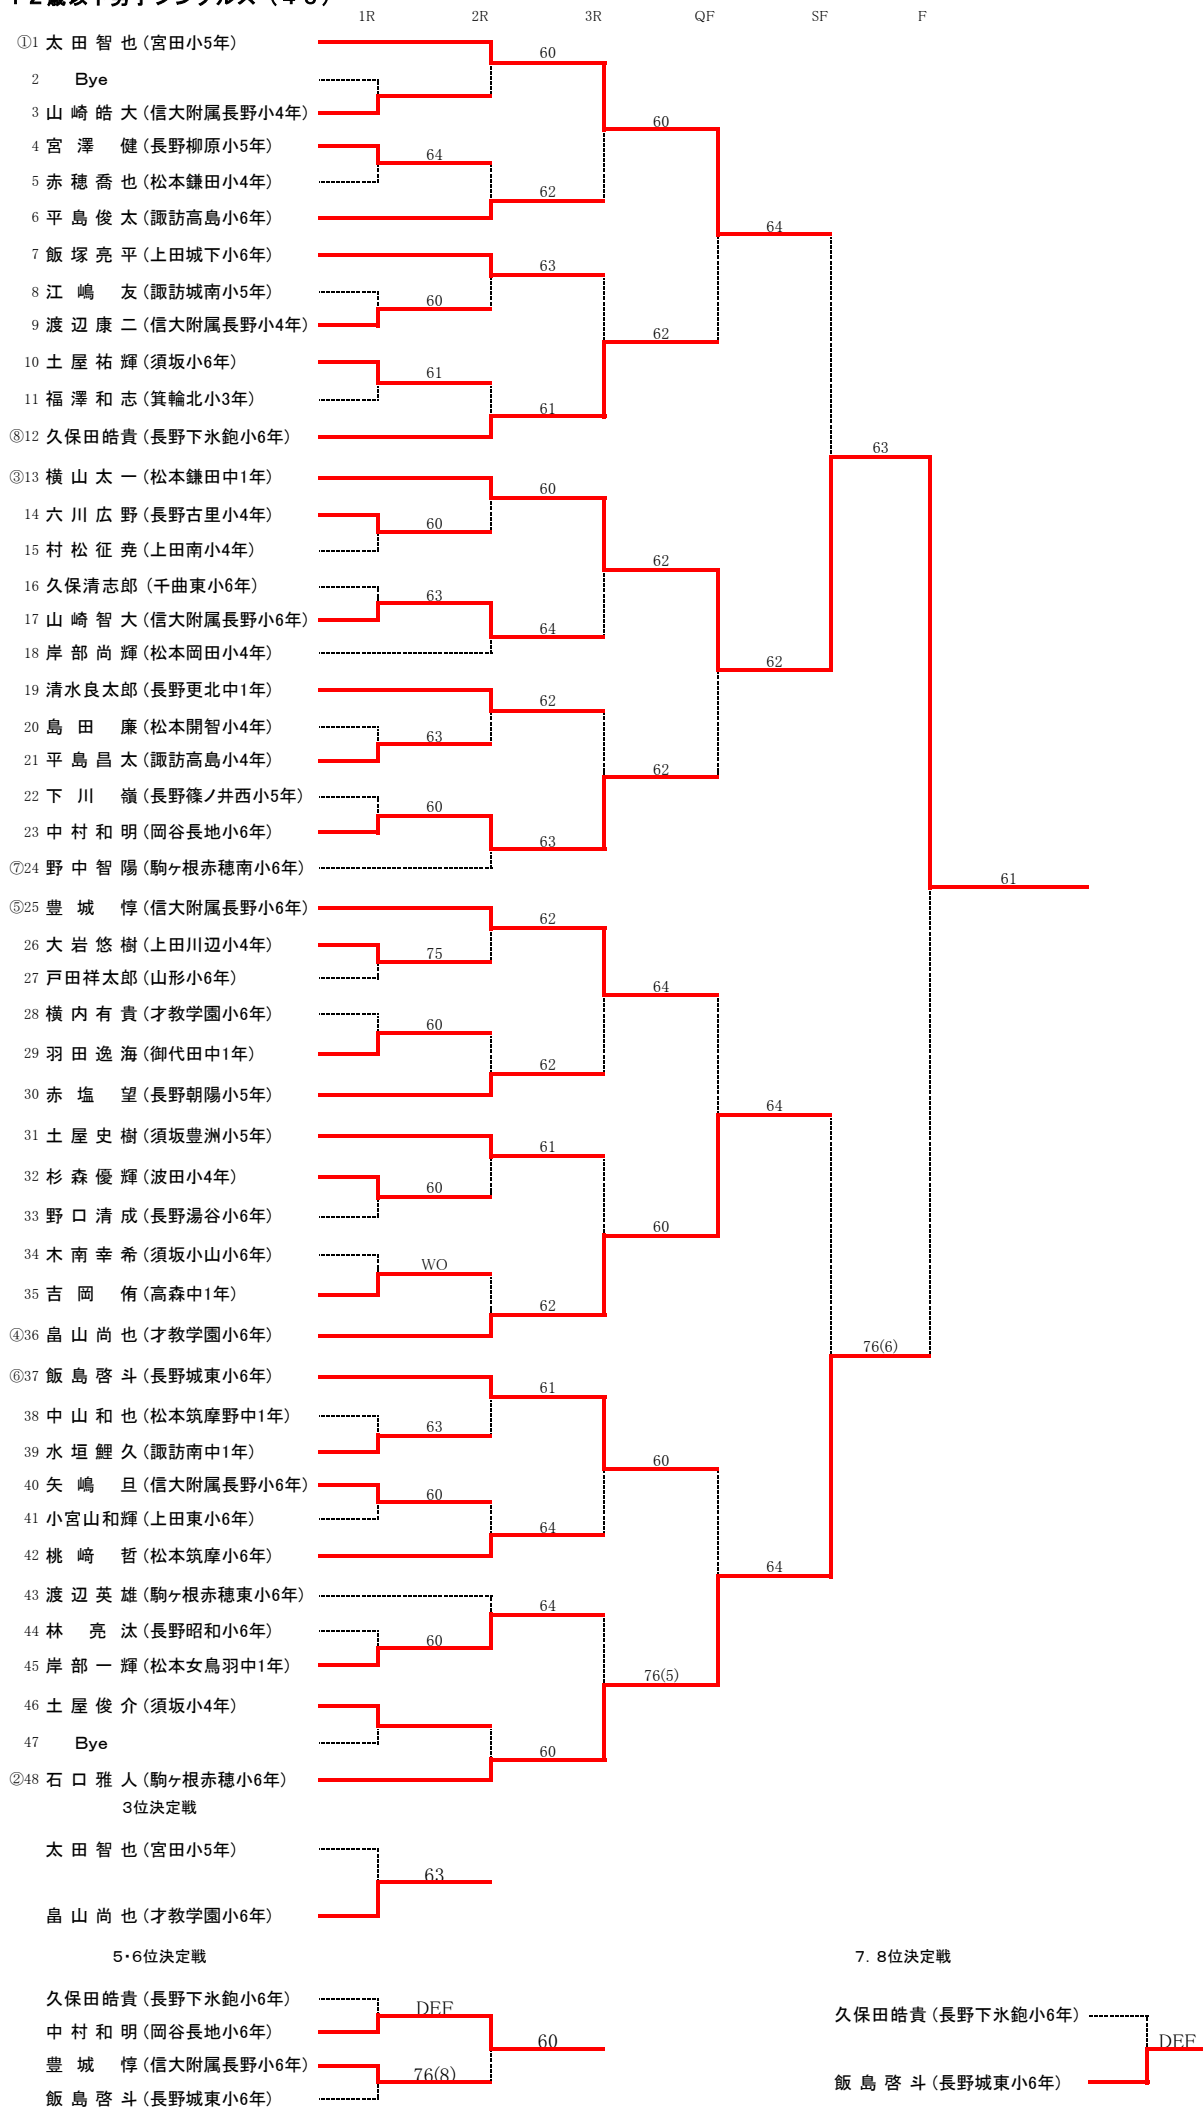 1R 2R 3R QF SF F
①1 太 田 智 也 (宮田小5年)
60
2 Bye
3 山 崎 皓 大 (信大附属長野小4年)
60
4 宮 澤 健 (長野柳原小5年)
64
5 赤 穂 喬 也 (松本鎌田小4年)
62
6 平 島 俊 太 (諏訪高島小6年)
64
7 飯 塚 亮 平 (上田城下小6年)
63
8 江 嶋 友 (諏訪城南小5年)
60
9 渡 辺 康 二 (信大附属長野小4年)
62
10 土 屋 祐 輝 (須坂小6年)
61
11 福 澤 和 志 (箕輪北小3年)
61
⑧12 久保田皓貴 (長野下氷鉋小6年)
63
③13 横 山 太 一 (松本鎌田中1年)
60
14 六 川 広 野 (長野古里小4年)
60
15 村 松 征 尭 (上田南小4年)
62
16 久保清志郎 (千曲東小6年)
63
17 山 崎 智 大 (信大附属長野小6年)
64
18 岸 部 尚 輝 (松本岡田小4年)
62
19 清水良太郎 (長野更北中1年)
62
20 島 田 廉 (松本開智小4年)
63
21 平 島 昌 太 (諏訪高島小4年)
62
22 下 川 嶺 (長野篠ノ井西小5年)
60
23 中 村 和 明 (岡谷長地小6年)
63
⑦24 野 中 智 陽 (駒ヶ根赤穂南小6年)
61
⑤25 豊 城 惇 (信大附属長野小6年)
62
26 大 岩 悠 樹 (上田川辺小4年)
75
27 戸田祥太郎 (山形小6年)
64
28 横 内 有 貴 (才教学園小6年)
60
29 羽 田 逸 海 (御代田中1年)
62
30 赤 塩 望 (長野朝陽小5年)
64
31 土 屋 史 樹 (須坂豊洲小5年)
61
32 杉 森 優 輝 (波田小4年)
60
33 野 口 清 成 (長野湯谷小6年)
60
34 木 南 幸 希 (須坂小山小6年)
WO
35 吉 岡 侑 (高森中1年)
62
④36 畠 山 尚 也 (才教学園小6年)
76(6)
⑥37 飯 島 啓 斗 (長野城東小6年)
61
38 中 山 和 也 (松本筑摩野中1年)
63
39 水 垣 鯉 久 (諏訪南中1年)
60
40 矢 嶋 旦 (信大附属長野小6年)
60
41 小宮山和輝 (上田東小6年)
64
42 桃 﨑 哲 (松本筑摩小6年)
64
43 渡 辺 英 雄 (駒ヶ根赤穂東小6年)
64
44 林 亮 汰 (長野昭和小6年)
60
45 岸 部 一 輝 (松本女鳥羽中1年)
76(5)
46 土 屋 俊 介 (須坂小4年)
47 Bye
60
②48 石 口 雅 人 (駒ヶ根赤穂小6年)
3位決定戦
太 田 智 也 (宮田小5年)
63
畠 山 尚 也 (才教学園小6年)
5・6位決定戦
久保田皓貴 (長野下氷鉋小6年)
DEF
中 村 和 明 (岡谷長地小6年)
60
豊 城 惇 (信大附属長野小6年)
76(8)
飯 島 啓 斗 (長野城東小6年)
7. 8位決定戦
久保田皓貴 (長野下氷鉋小6年)
DEF
飯 島 啓 斗 (長野城東小6年)